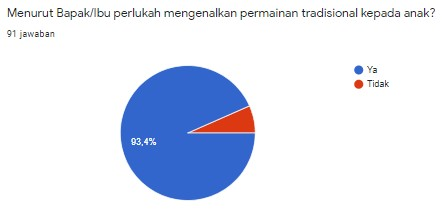 Menurut Bapak/Ibu perlukah mengenalkan permainan tradisional kepada anak?
91 jawaban
Ya
Tidak
93,4%